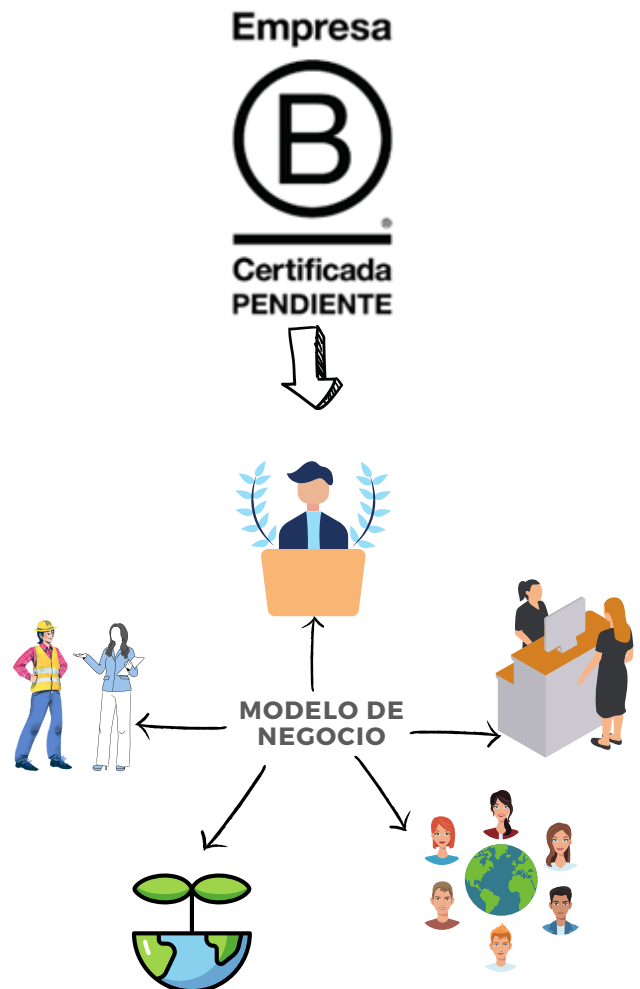 Empresa
B
®
Certificada
PENDIENTE
MODELO DE
NEGOCIO